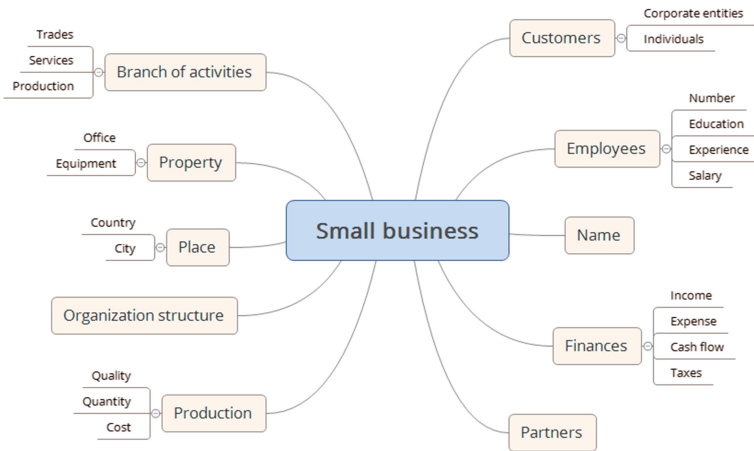 Small business
Customers
Corporate entities
Individuals
Employees
Number
Education
Experience
Salary
Name
Finances
Income
Expense
Cash flow
Taxes
Partners
Branch of activities
Trades
Services
Production
Property
Office
Equipment
Place
Country
City
Organization structure
Production
Quality
Quantity
Cost